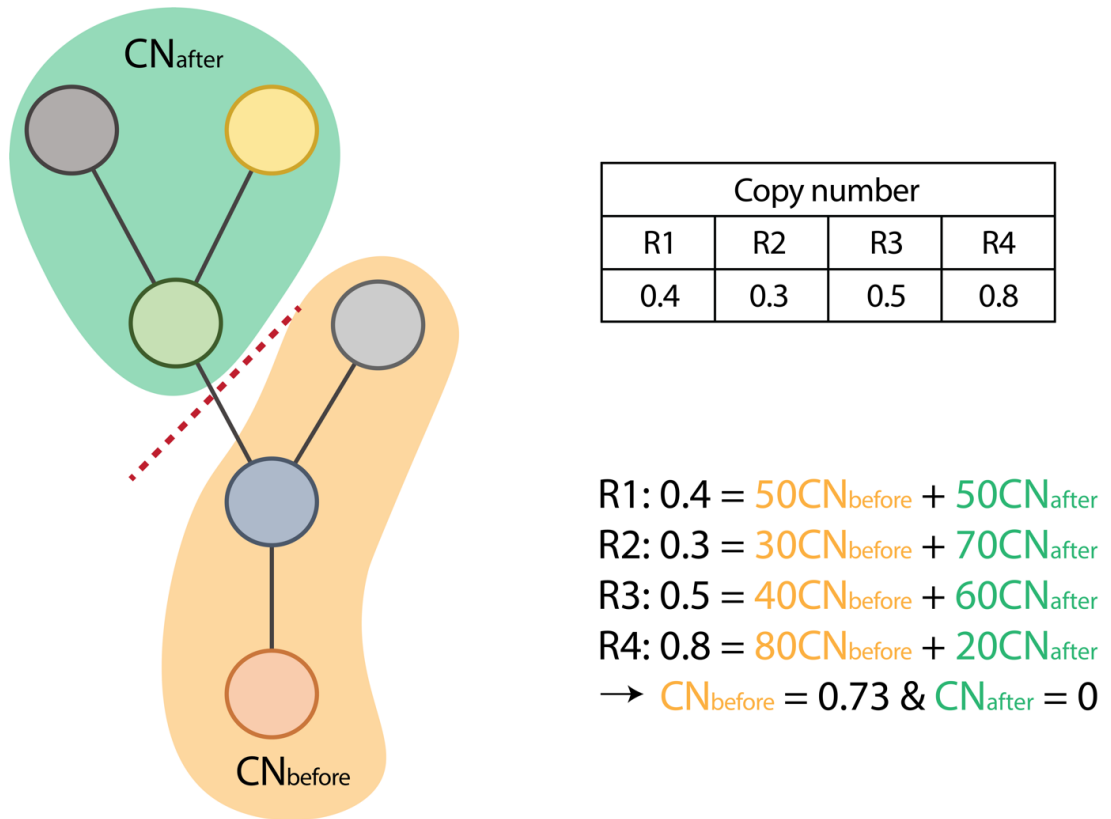 CNafter
Copy number
R1 R2 R3 R4
0.4 0.3 0.5 0.8
R1: 0.4 = 50CNbefore + 50CNafter
R2: 0.3 = 30CNbefore + 70CNafter
R3: 0.5 = 40CNbefore + 60CNafter
R4: 0.8 = 80CNbefore + 20CNafter
→ CNbefore = 0.73 & CNafter = 0
CNbefore